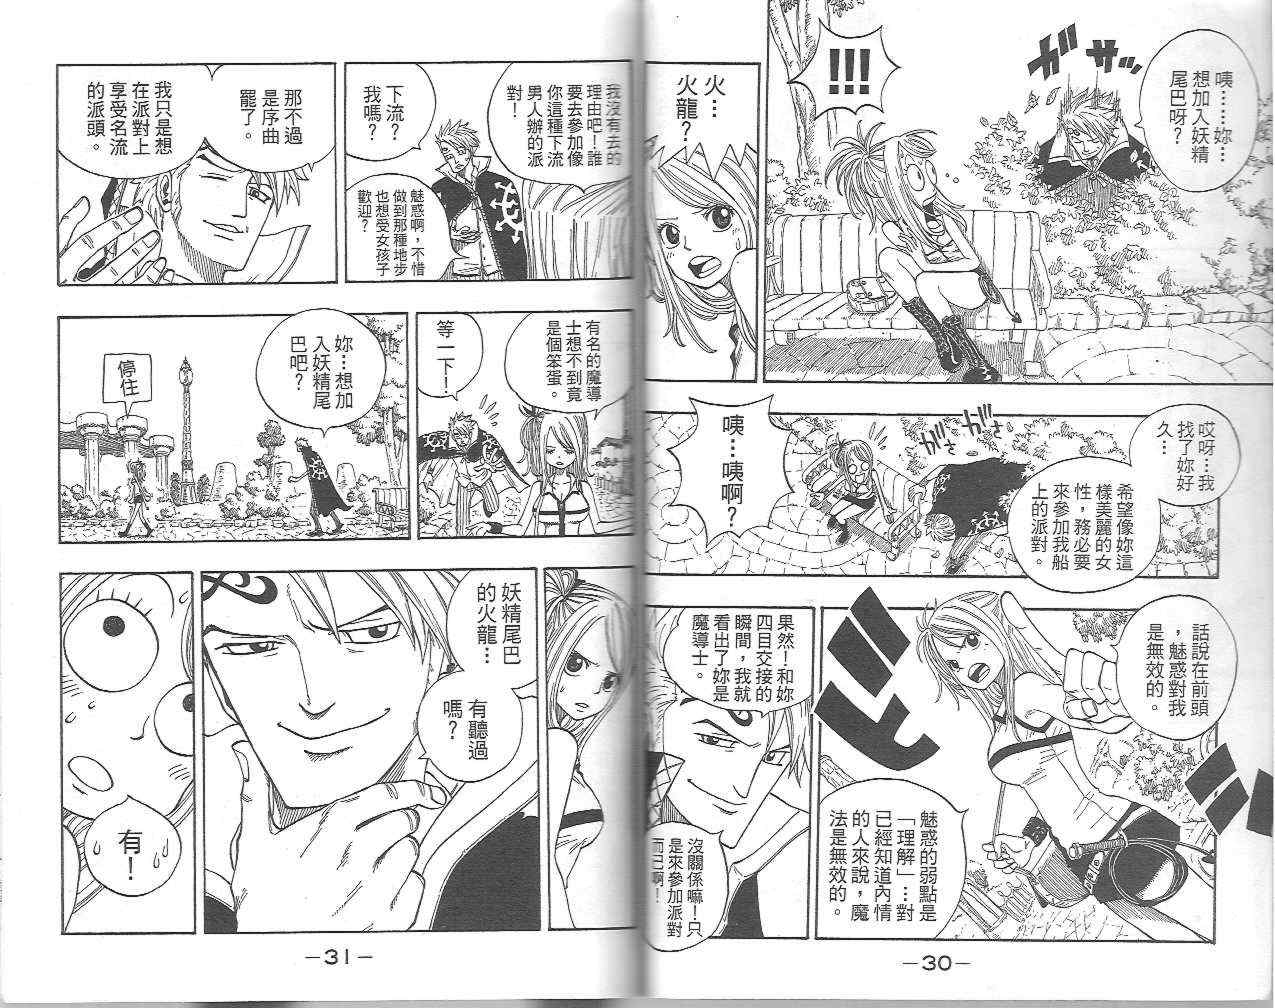 咦……妳…
想加入妖精
尾巴呀？
ガサッ
!!!
火…
火龍？
哎呀…我
找了妳好
久…
希望像妳這
樣美麗的女
性，務必要
來參加我船
上的派對。
ガサガサ
咦…咦啊？
話說在前頭
，魅惑對我
是無效的。
ビシ
魅惑的弱點是
「理解」…對
已經知道內情
的人來說，魔
法是無效的。
果然！和妳
四目交接的
瞬間，我就
看出了妳是
魔導士。
沒關係嘛！只
是來參加派對
而已啊！
－30－
我沒有去的
理由吧！誰
要去參加像
你這種下流
男人辦的派
對！
下流？
我嗎？
魅惑啊，不惜
做到那種地步
也想受女孩子
歡迎？
那不過
是序曲
罷了。
我只是想
在派對上
享受名流
的派頭。
有名的魔導
士想不到竟
是個笨蛋。
等一下！
妳…想加
入妖精尾
巴吧？
停住
妖精尾巴
的火龍…
有聽過
嗎？
有！
－31－